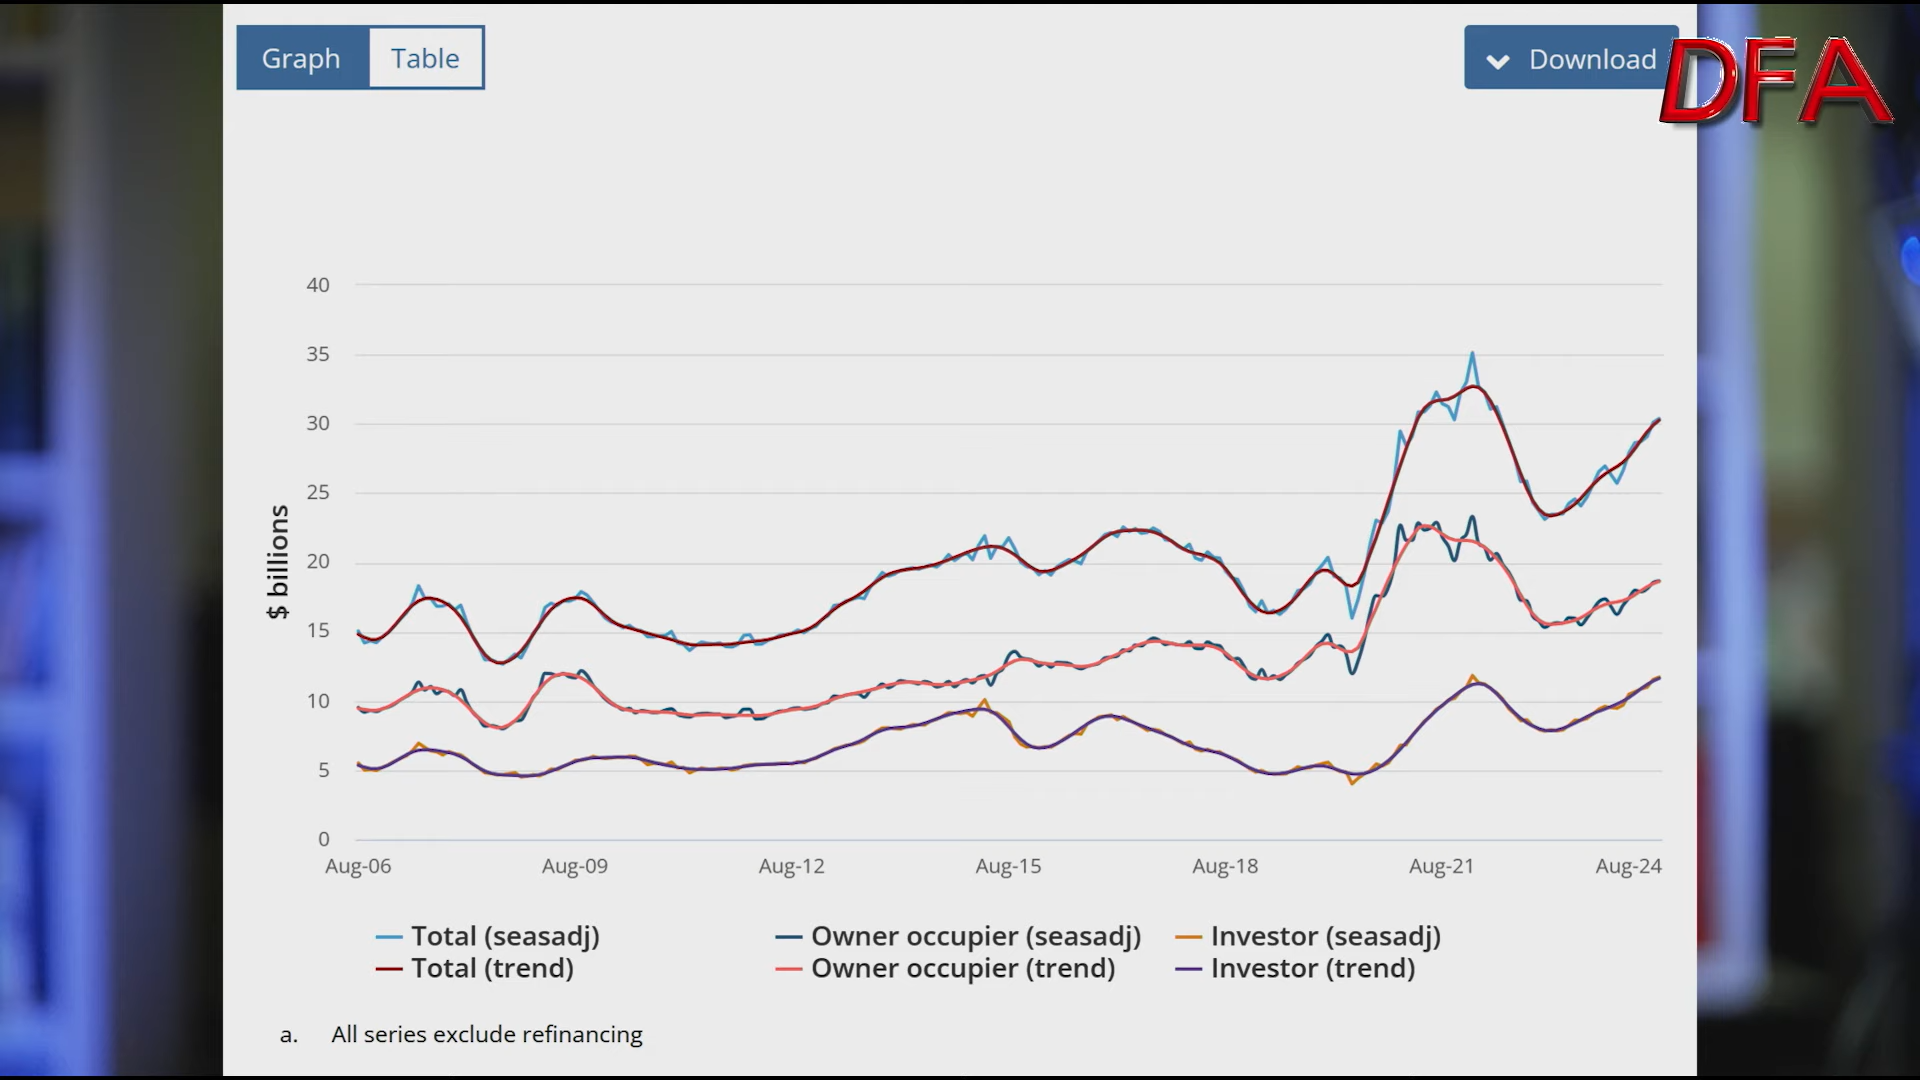 Graph Table
Download
DFA
40
35
30
25
20
15
10
5
0
$ billions
Aug-06 Aug-09 Aug-12 Aug-15 Aug-18 Aug-21 Aug-24
Total (seasadj) Owner occupier (seasadj) Investor (seasadj)
Total (trend) Owner occupier (trend) Investor (trend)
a. All series exclude refinancing